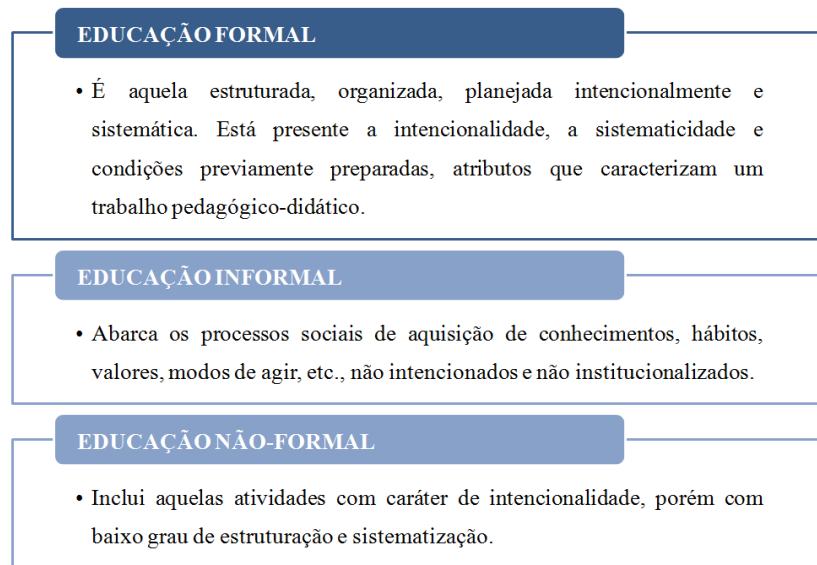 EDUCAÇÃO FORMAL
• É aquela estruturada, organizada, planejada intencionalmente e
sistemática. Está presente a intencionalidade, a sistematicidade e
condições previamente preparadas, atributos que caracterizam um
trabalho pedagógico-didático.
EDUCAÇÃO INFORMAL
• Abarca os processos sociais de aquisição de conhecimentos, hábitos,
valores, modos de agir, etc., não intencionados e não institucionalizados.
EDUCAÇÃO NÃO-FORMAL
• Inclui aquelas atividades com caráter de intencionalidade, porém com
baixo grau de estruturação e sistematização.